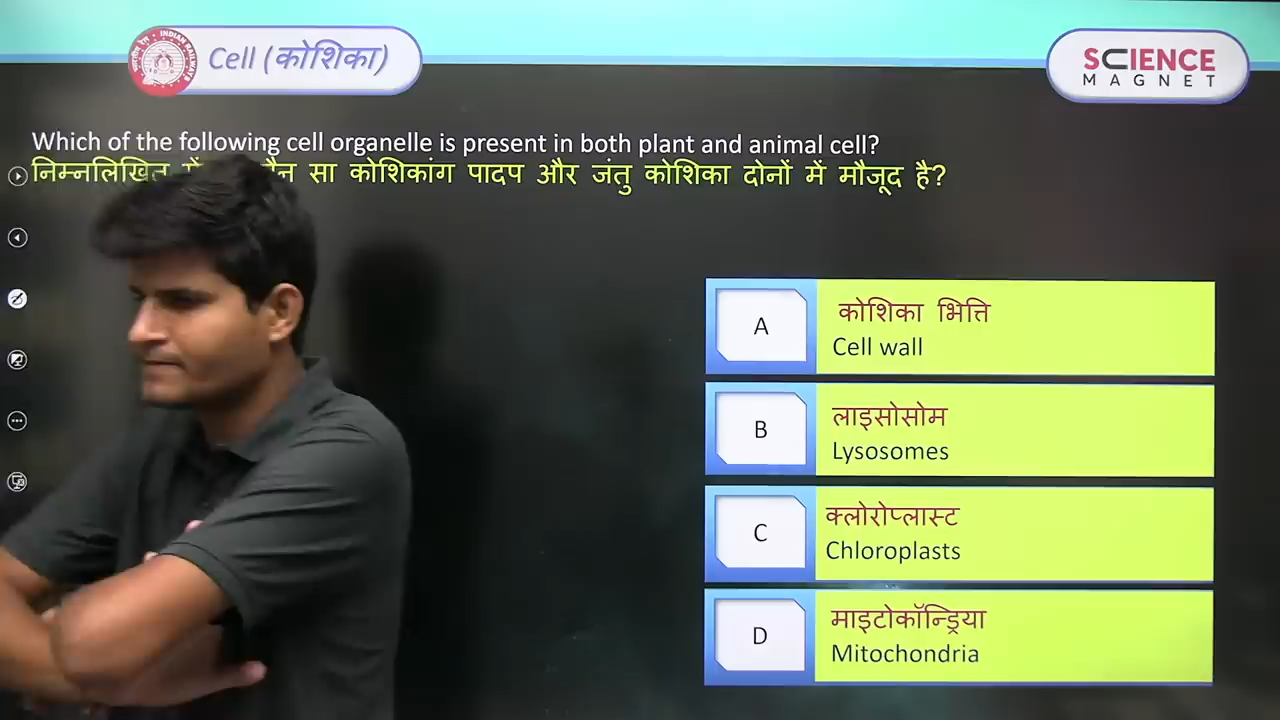 Cell (कोशिका)
SCIENCE
MAGNET
Which of the following cell organelle is present in both plant and animal cell?
निम्नलिखित सा कोशिकांग पादप और जंतु कोशिका दोनों में मौजूद है?
A
कोशिका भित्ति
Cell wall
B
लाइसोसोम
Lysosomes
C
क्लोरोप्लास्ट
Chloroplasts
D
माइटोकॉन्ड्रिया
Mitochondria